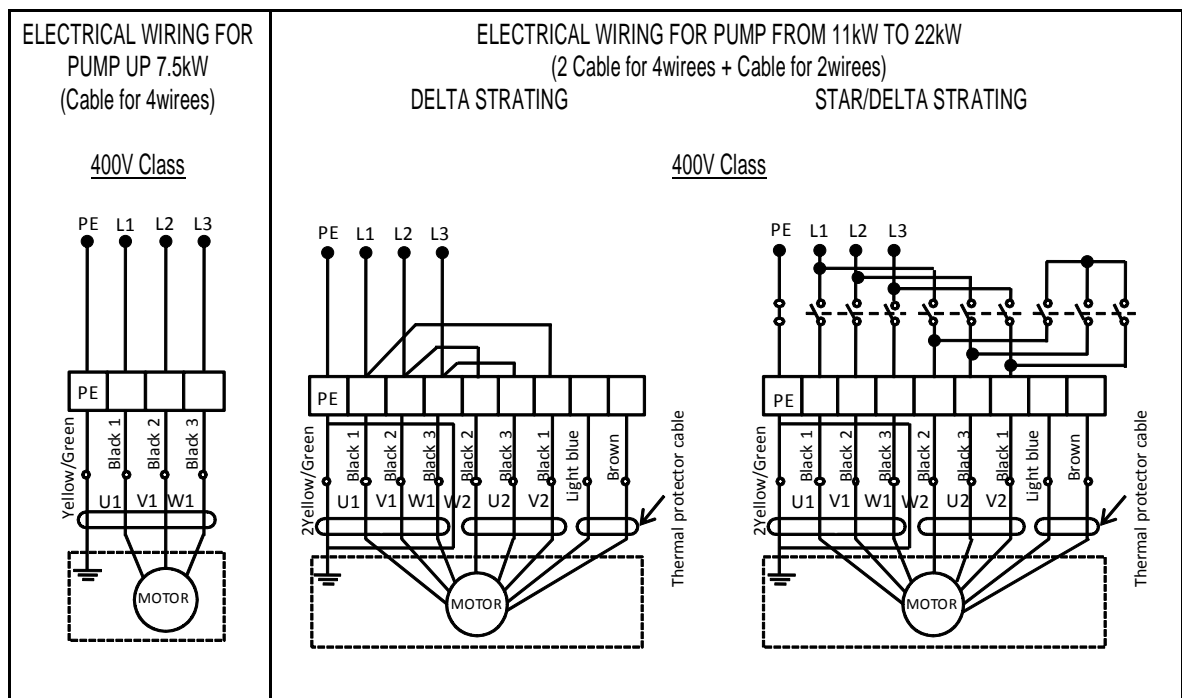 ELECTRICAL WIRING FOR
PUMP UP 7.5kW
(Cable for 4wirees)
400V Class
PE L1 L2 L3
PE
Yellow/Green
Black 1
Black 2
Black 3
U1 V1 W1
MOTOR
ELECTRICAL WIRING FOR PUMP FROM 11kW TO 22kW
(2 Cable for 4wirees + Cable for 2wirees)
DELTA STRATING
STAR/DELTA STRATING
400V Class
PE L1 L2 L3
PE
2Yellow/Green
Black 1
Black 2
Black 3
Black 2
Black 3
Black 1
Light blue
Brown
U1 V1 W1 W2 U2 V2
Thermal protector cable
MOTOR
PE L1 L2 L3
PE
2Yellow/Green
Black 1
Black 2
Black 3
Black 2
Black 3
Black 1
Light blue
Brown
U1 V1 W1 W2 U2 V2
Thermal protector cable
MOTOR